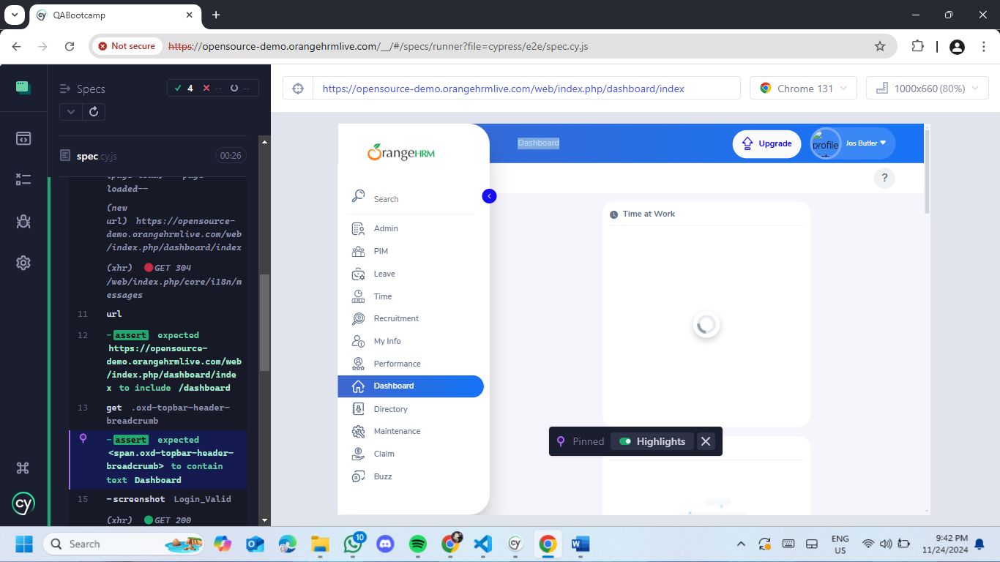 QABootcamp
Not secure
https://opensource-demo.orangehrmlive.com/__/#/specs/runner?file=cypress/e2e/spec.cy.js
Specs
4 -- --
spec.cy.js
00:26
loaded--
(new
url) https://opensource-
demo.orangehrmlive.com/web
/index.php/dashboard/index
(xhr) GET 304
/web/index.php/core/i18n/m
essages
11 url
12 -assert expected
https://opensource-
demo.orangehrmlive.com/web
/index.php/dashboard/inde
x to include /dashboard
13 get .oxd-topbar-header-
breadcrumb
-assert expected
<span.oxd-topbar-header-
breadcrumb> to contain
text Dashboard
15 -screenshot Login_Valid
(xhr) GET 200
cy
https://opensource-demo.orangehrmlive.com/web/index.php/dashboard/index
Chrome 131
1000x660 (80%)
OrangeHRM
Dashboard
Upgrade
profile
Jos Butler
?
Search
Admin
PIM
Leave
Time
Recruitment
My Info
Performance
Dashboard
Directory
Maintenance
Claim
Buzz
Time at Work
Pinned Highlights
Search
10
ENG
US
9:42 PM
11/24/2024